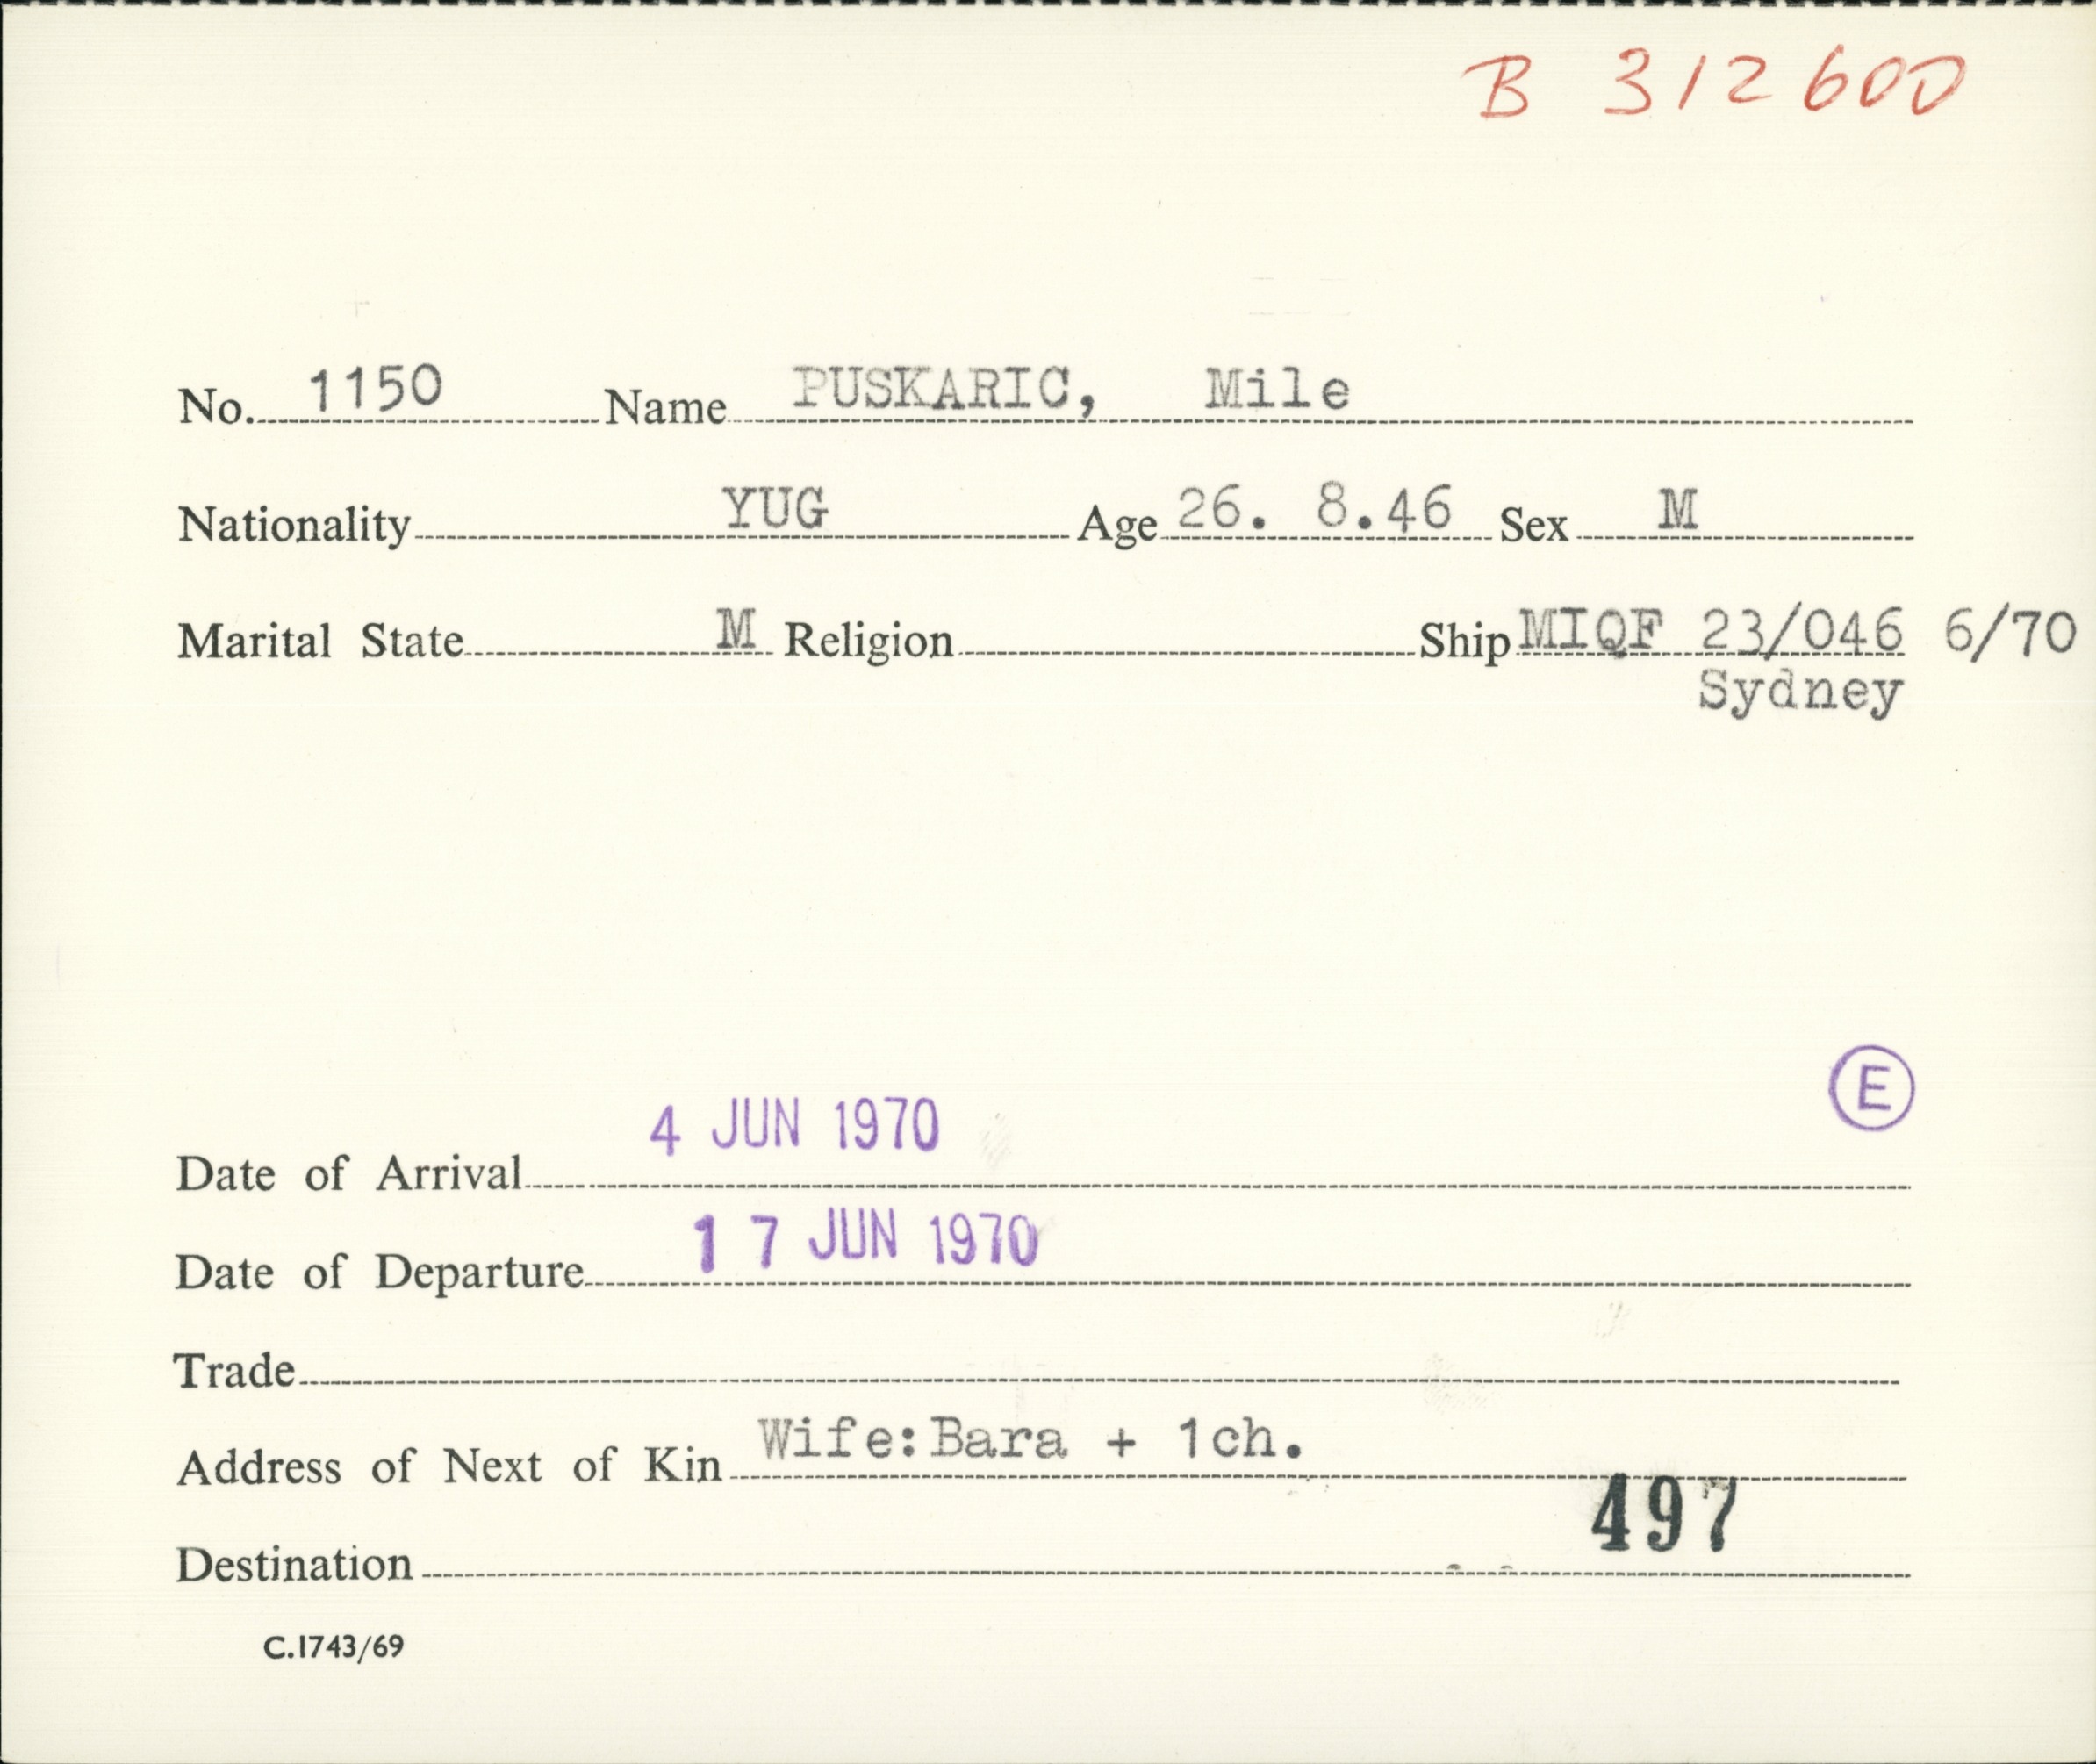 B 312600
No. 1150 Name PUSKARIC, Mile
Nationality YUG Age 26. 8.46 Sex M
Marital State M Religion Ship MIQF 23/046 6/70
Sydney
E
4 JUN 1970
Date of Arrival
17 JUN 1970
Date of Departure
Trade
Address of Next of Kin Wife:Bara + 1ch.
497
Destination
C.1743/69